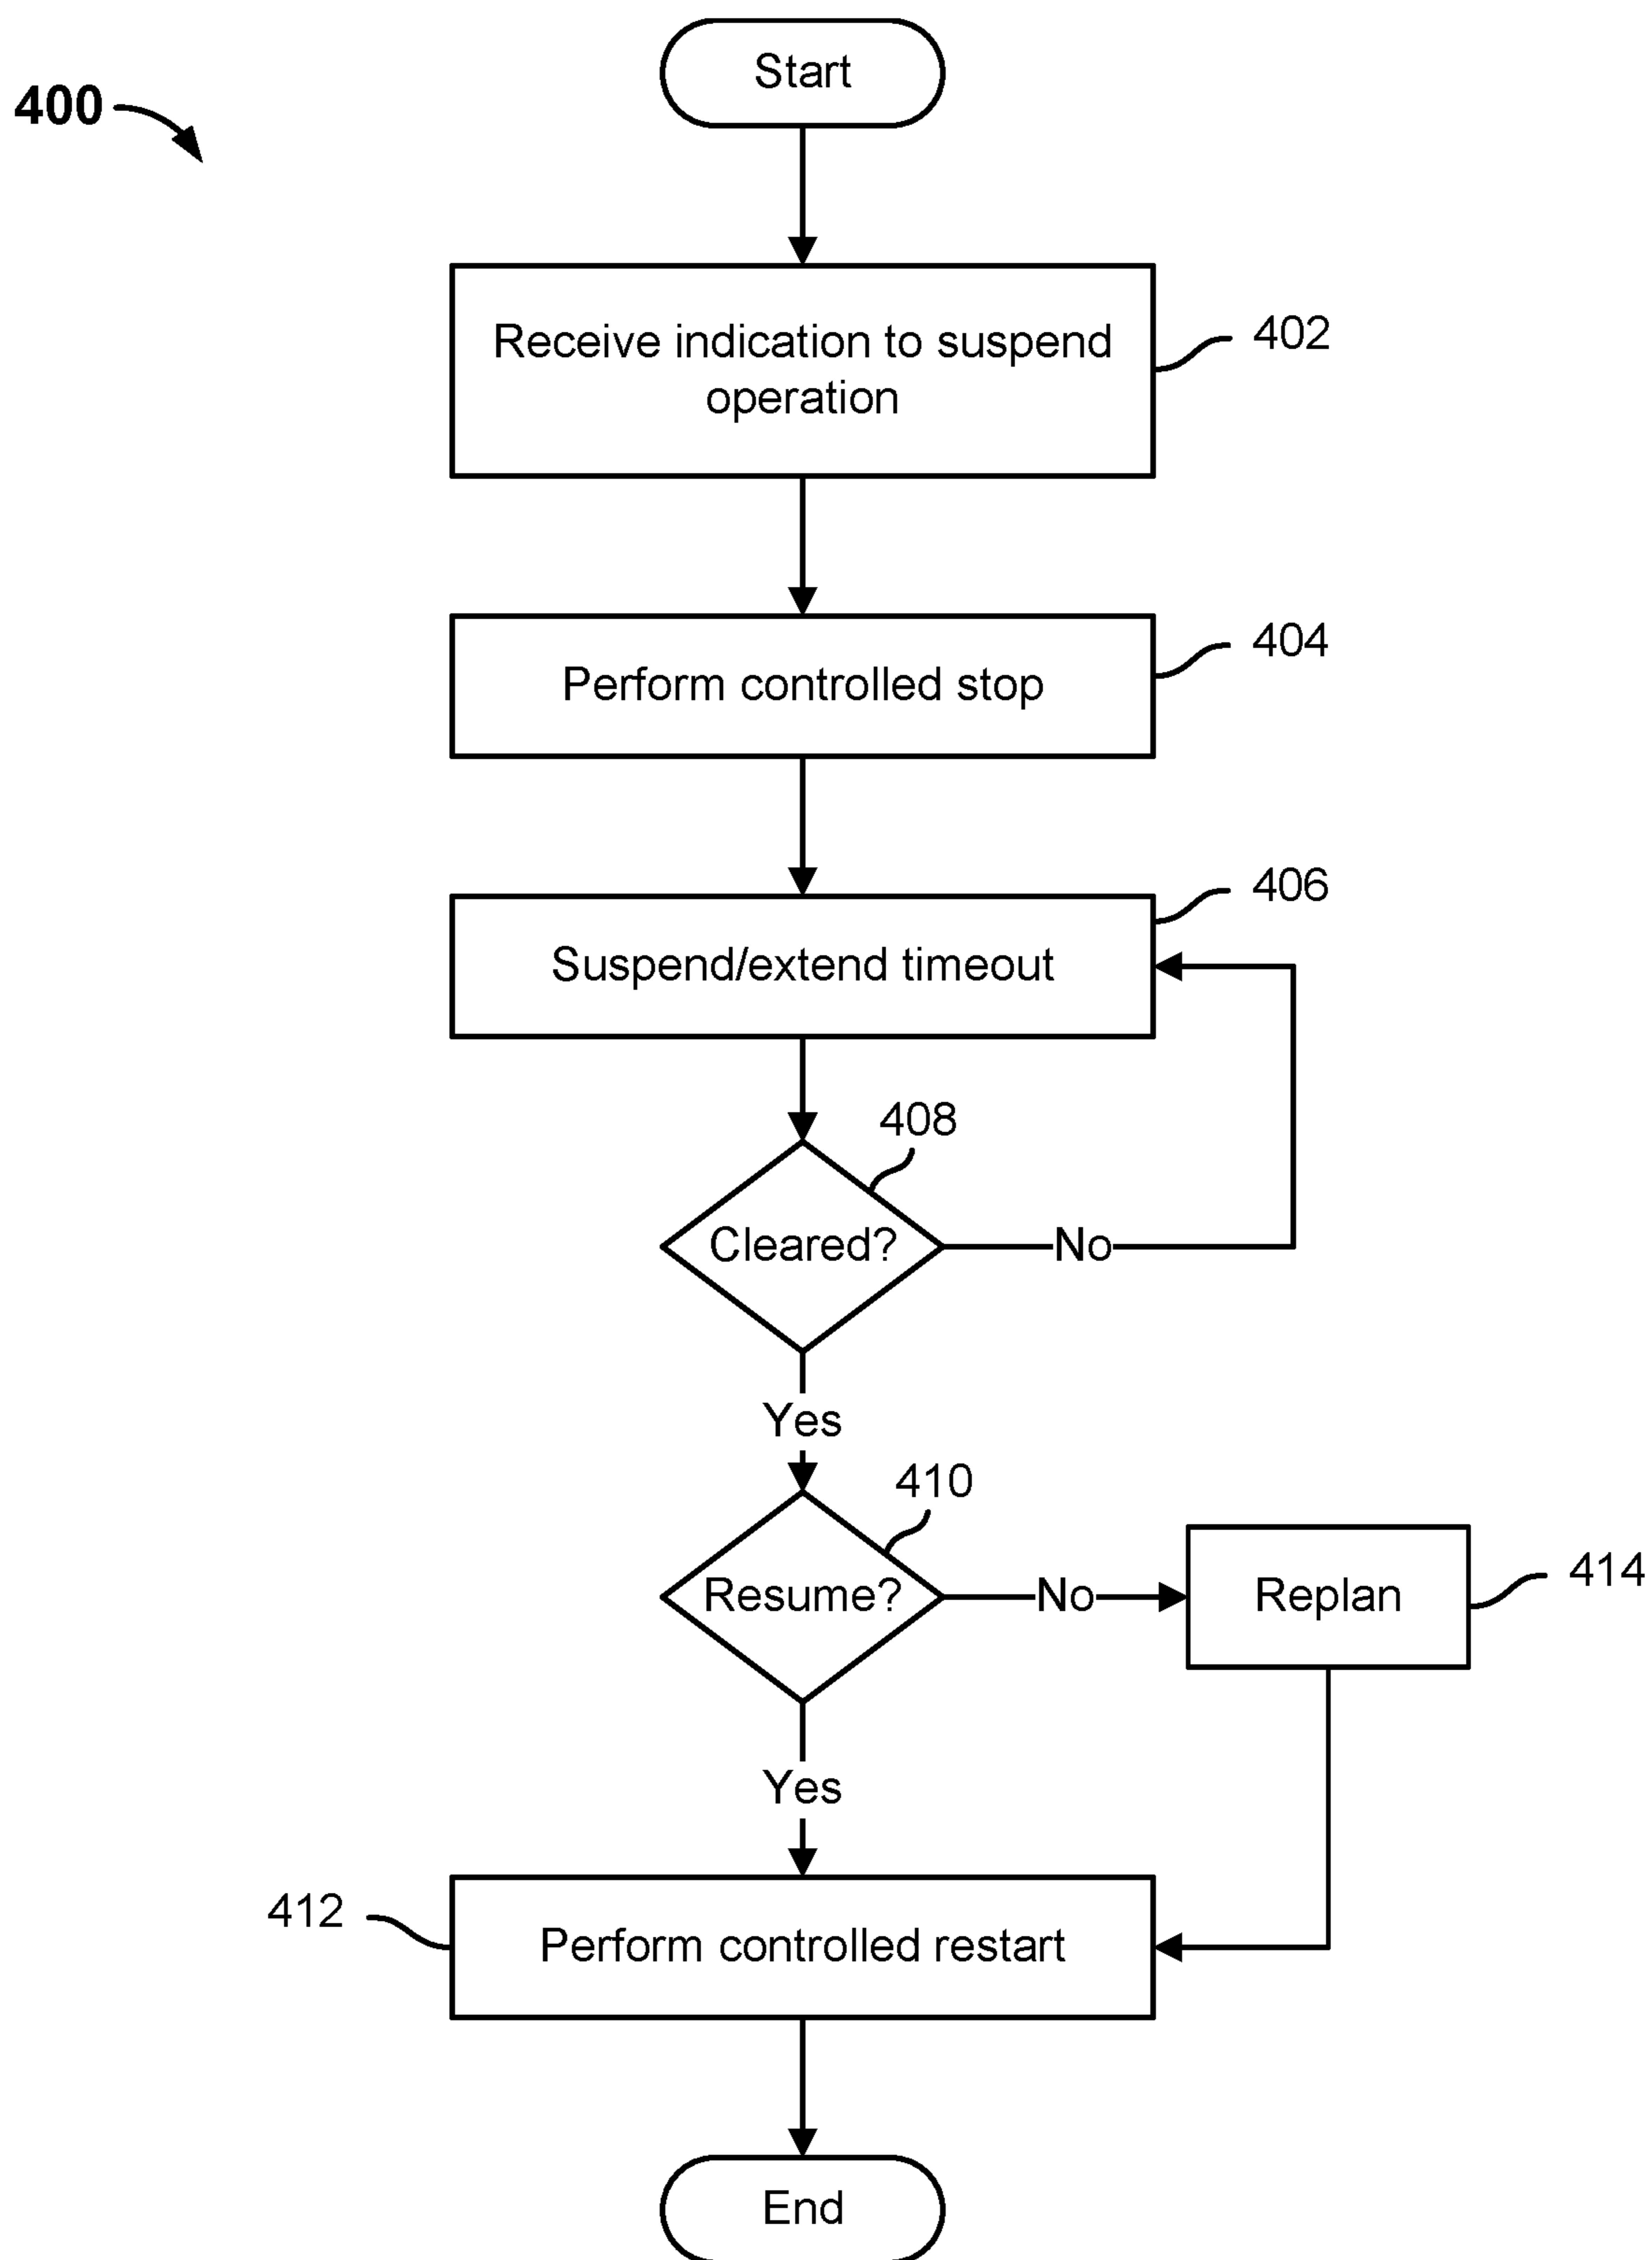 Start
400
Receive indication to suspend
operation
402
Perform controlled stop
404
406
Suspend/extend timeout
408
Cleared?
No
Yes
410
Resume?
No
Replan
414
Yes
412
Perform controlled restart
End